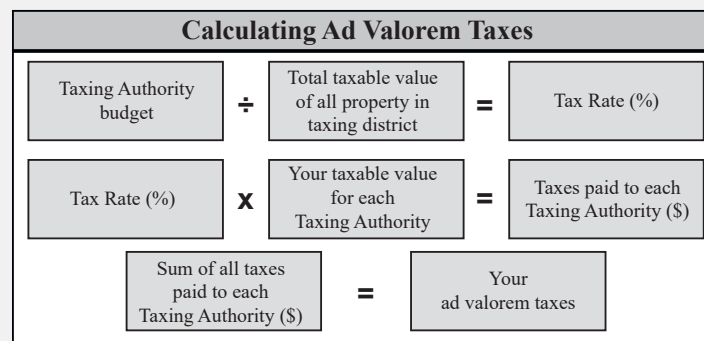 Calculating Ad Valorem Taxes
Taxing Authority
budget
÷
Total taxable value
of all property in
taxing district
=
Tax Rate (%)
Tax Rate (%)
x
Your taxable value
for each
Taxing Authority
=
Taxes paid to each
Taxing Authority ($)
Sum of all taxes
paid to each
Taxing Authority ($)
=
Your
ad valorem taxes